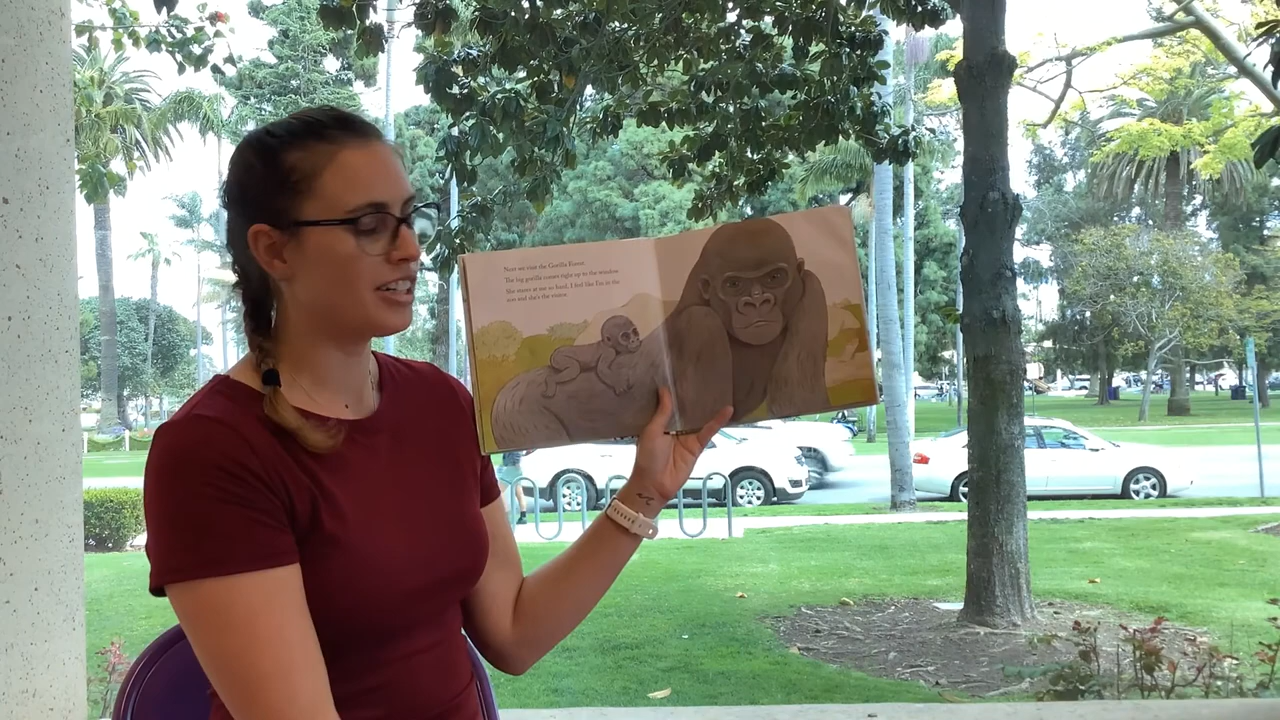 Next we visit the Gorilla Forest.
The big gorilla comes right up to the window.
She stares at me so hard, I feel like I'm in the
zoo and she's the visitor.